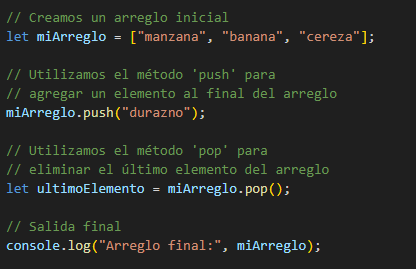 // Creamos un arreglo inicial
let miArreglo = ["manzana", "banana", "cereza"];
// Utilizamos el método 'push' para
// agregar un elemento al final del arreglo
miArreglo.push("durazno");
// Utilizamos el método 'pop' para
// eliminar el último elemento del arreglo
let ultimoElemento = miArreglo.pop();
// Salida final
console.log("Arreglo final:", miArreglo);